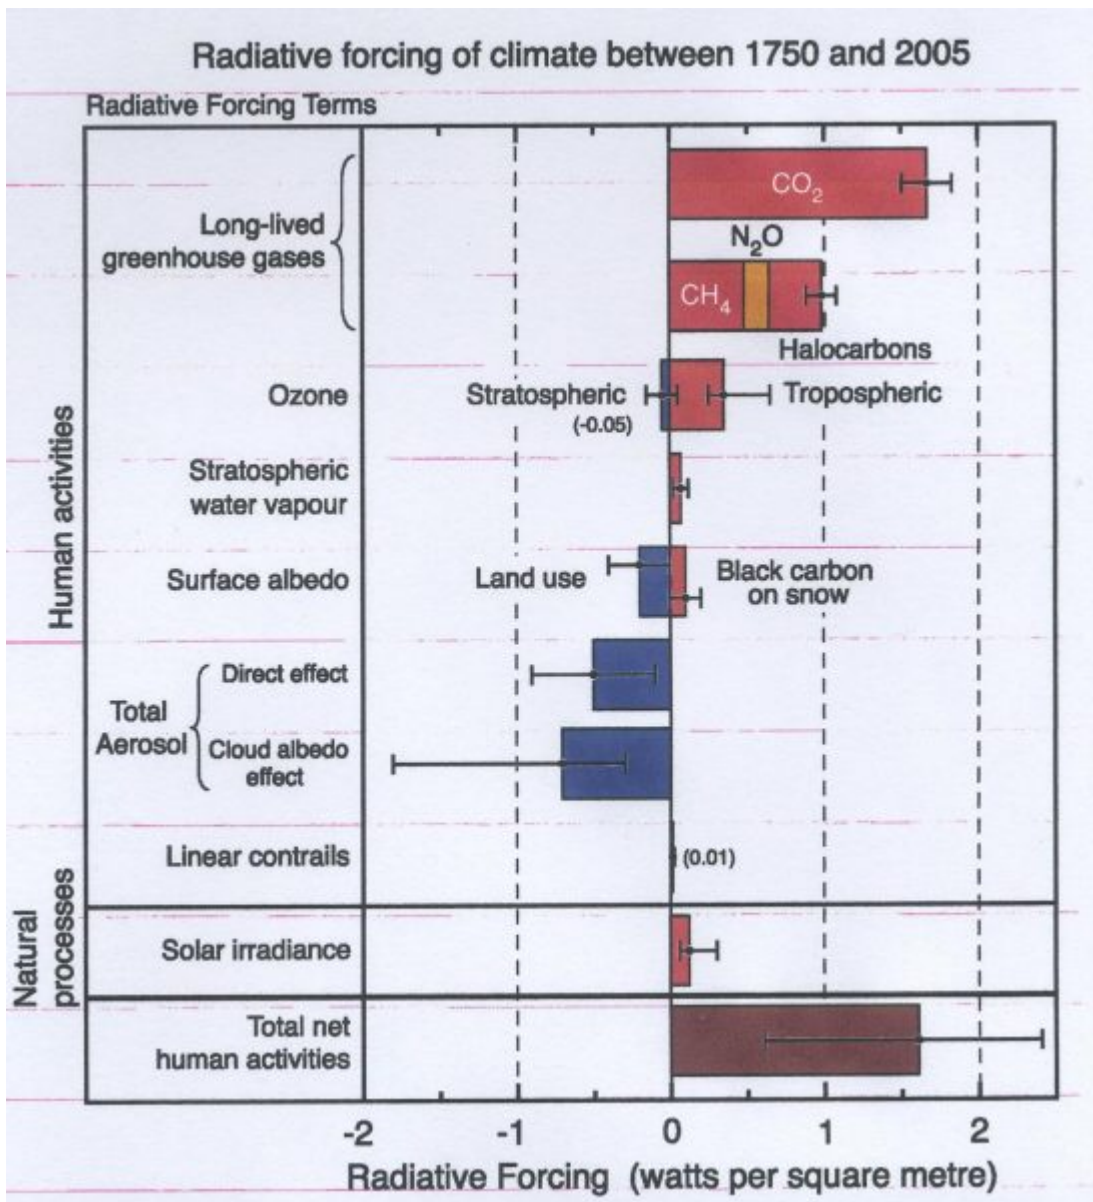 Radiative forcing of climate between 1750 and 2005
Radiative Forcing Terms
CO₂
Long-lived
greenhouse gases
N₂O
CH₄
Halocarbons
Ozone
Stratospheric
(-0.05)
Tropospheric
Human activities
Stratospheric
water vapour
Surface albedo
Land use
Black carbon
on snow
Total
Aerosol
Direct effect
Cloud albedo
effect
Linear contrails
(0.01)
Natural
processes
Solar irradiance
Total net
human activities
-2 -1 0 1 2
Radiative Forcing (watts per square metre)